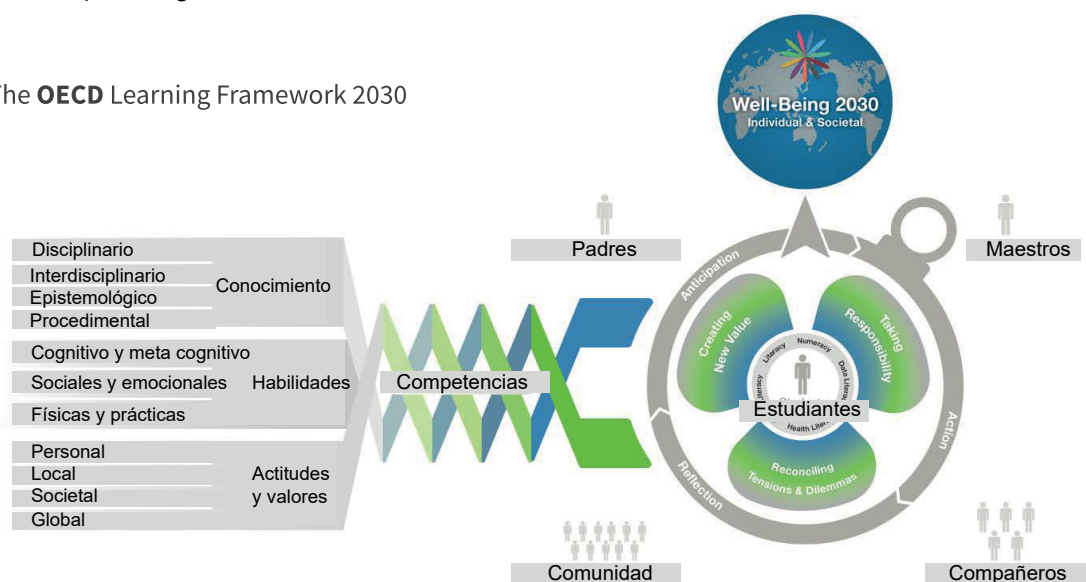 The OECD Learning Framework 2030
Well-Being 2030
Individual & Societal
Padres
Maestros
Disciplinario
Interdisciplinario
Epistemológico
Procedimental
Conocimiento
Cognitivo y meta cognitivo
Sociales y emocionales
Físicas y prácticas
Habilidades
Personal
Local
Societal
Global
Actitudes
y valores
Competencias
Anticipation
Action
Reflection
Creating
New Value
Taking
Responsibility
Reconciling
Tensions & Dilemmas
Literacy
Numeracy
Data
Health
Estudiantes
Comunidad
Compañeros